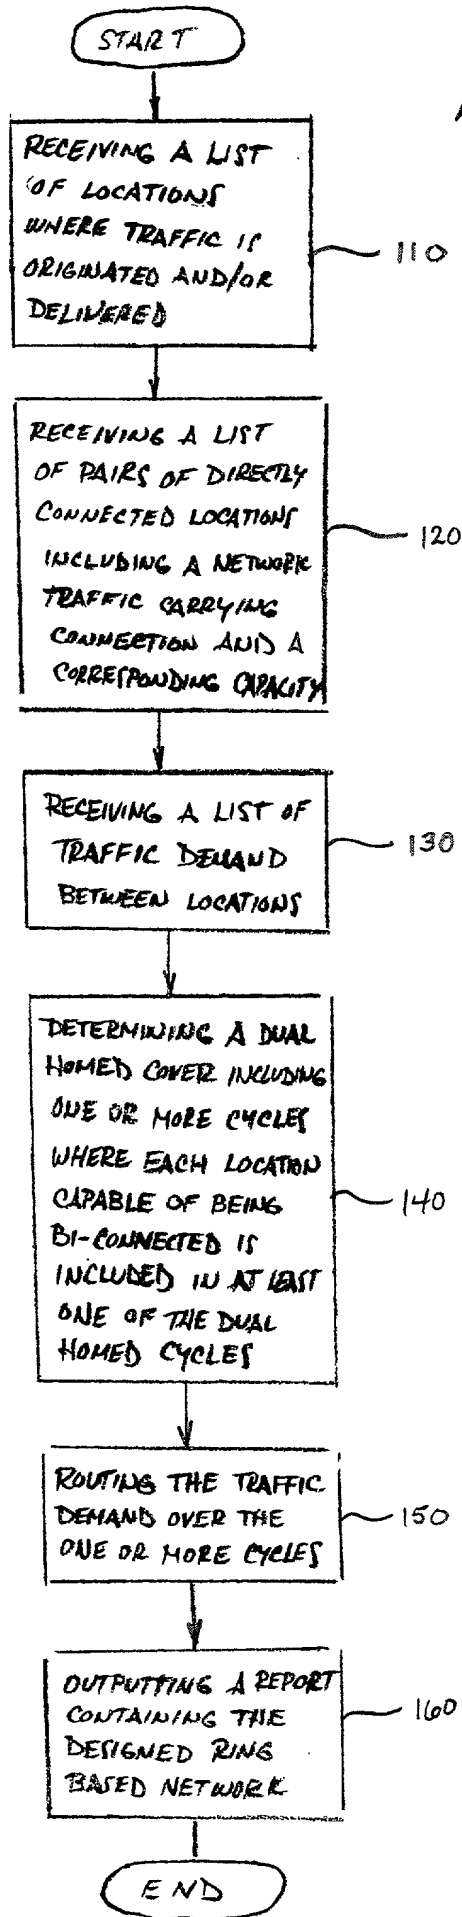 START
RECEIVING A LIST
OF LOCATIONS
WHERE TRAFFIC IS
ORIGINATED AND/OR
DELIVERED
110
RECEIVING A LIST
OF PAIRS OF DIRECTLY
CONNECTED LOCATIONS
INCLUDING A NETWORK
TRAFFIC CARRYING
CONNECTION AND A
CORRESPONDING CAPACITY
120
RECEIVING A LIST OF
TRAFFIC DEMAND
BETWEEN LOCATIONS
130
DETERMINING A DUAL
HOMED COVER INCLUDING
ONE OR MORE CYCLES
WHERE EACH LOCATION
CAPABLE OF BEING
BI-CONNECTED IS
INCLUDED IN AT LEAST
ONE OF THE DUAL
HOMED CYCLES
140
ROUTING THE TRAFFIC
DEMAND OVER THE
ONE OR MORE CYCLES
150
OUTPUTTING A REPORT
CONTAINING THE
DESIGNED RING
BASED NETWORK
160
END